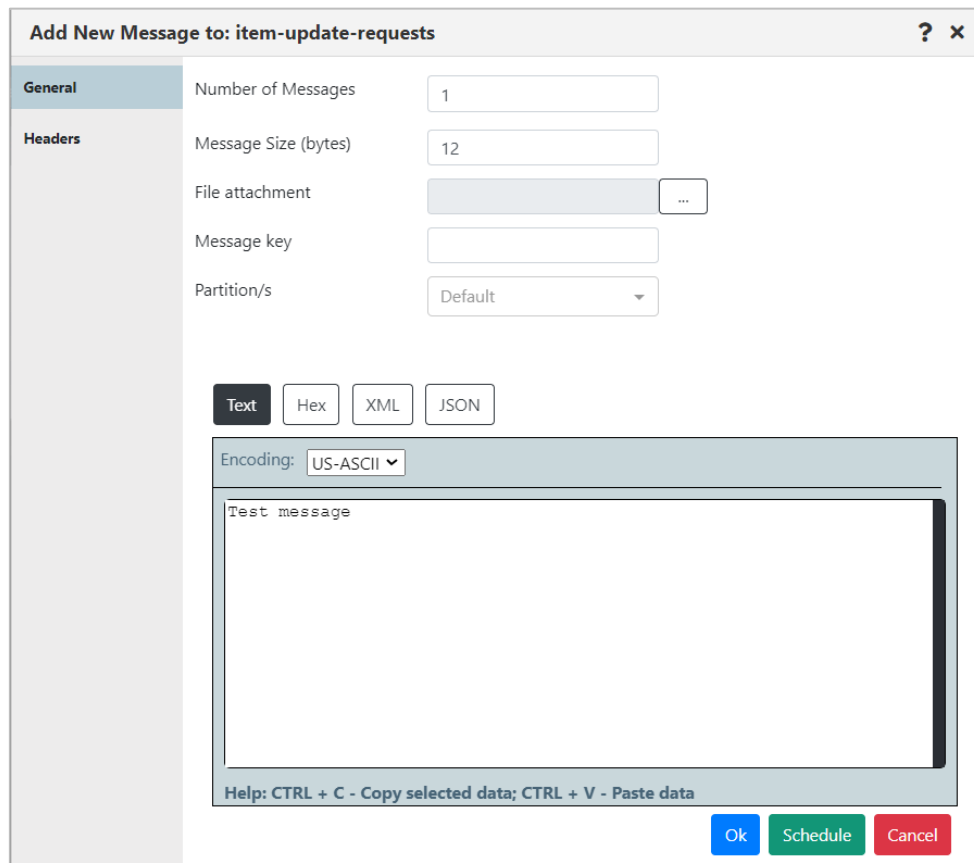 Add New Message to: item-update-requests ? ×
General
Headers
Number of Messages 1
Message Size (bytes) 12
File attachment ...
Message key
Partition/s Default
Text Hex XML JSON
Encoding: US-ASCII
Test message
Help: CTRL + C - Copy selected data; CTRL + V - Paste data
Ok Schedule Cancel